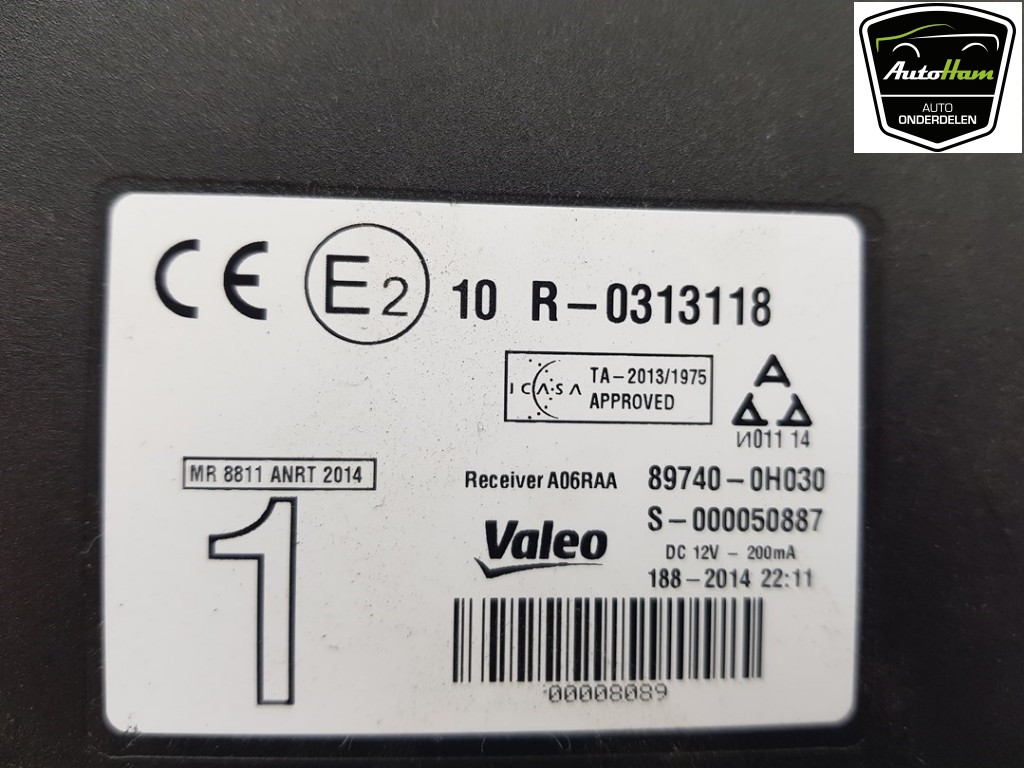 AutoHam
AUTO
ONDERDELEN
CE E2 10 R-0313118
ICASA TA-2013/1975
APPROVED
И011 14
MR 8811 ANRT 2014
Receiver A06RAA 89740-0H030
S-000050887
Valeo
DC 12V - 200mA
188-2014 22:11
1
00008089